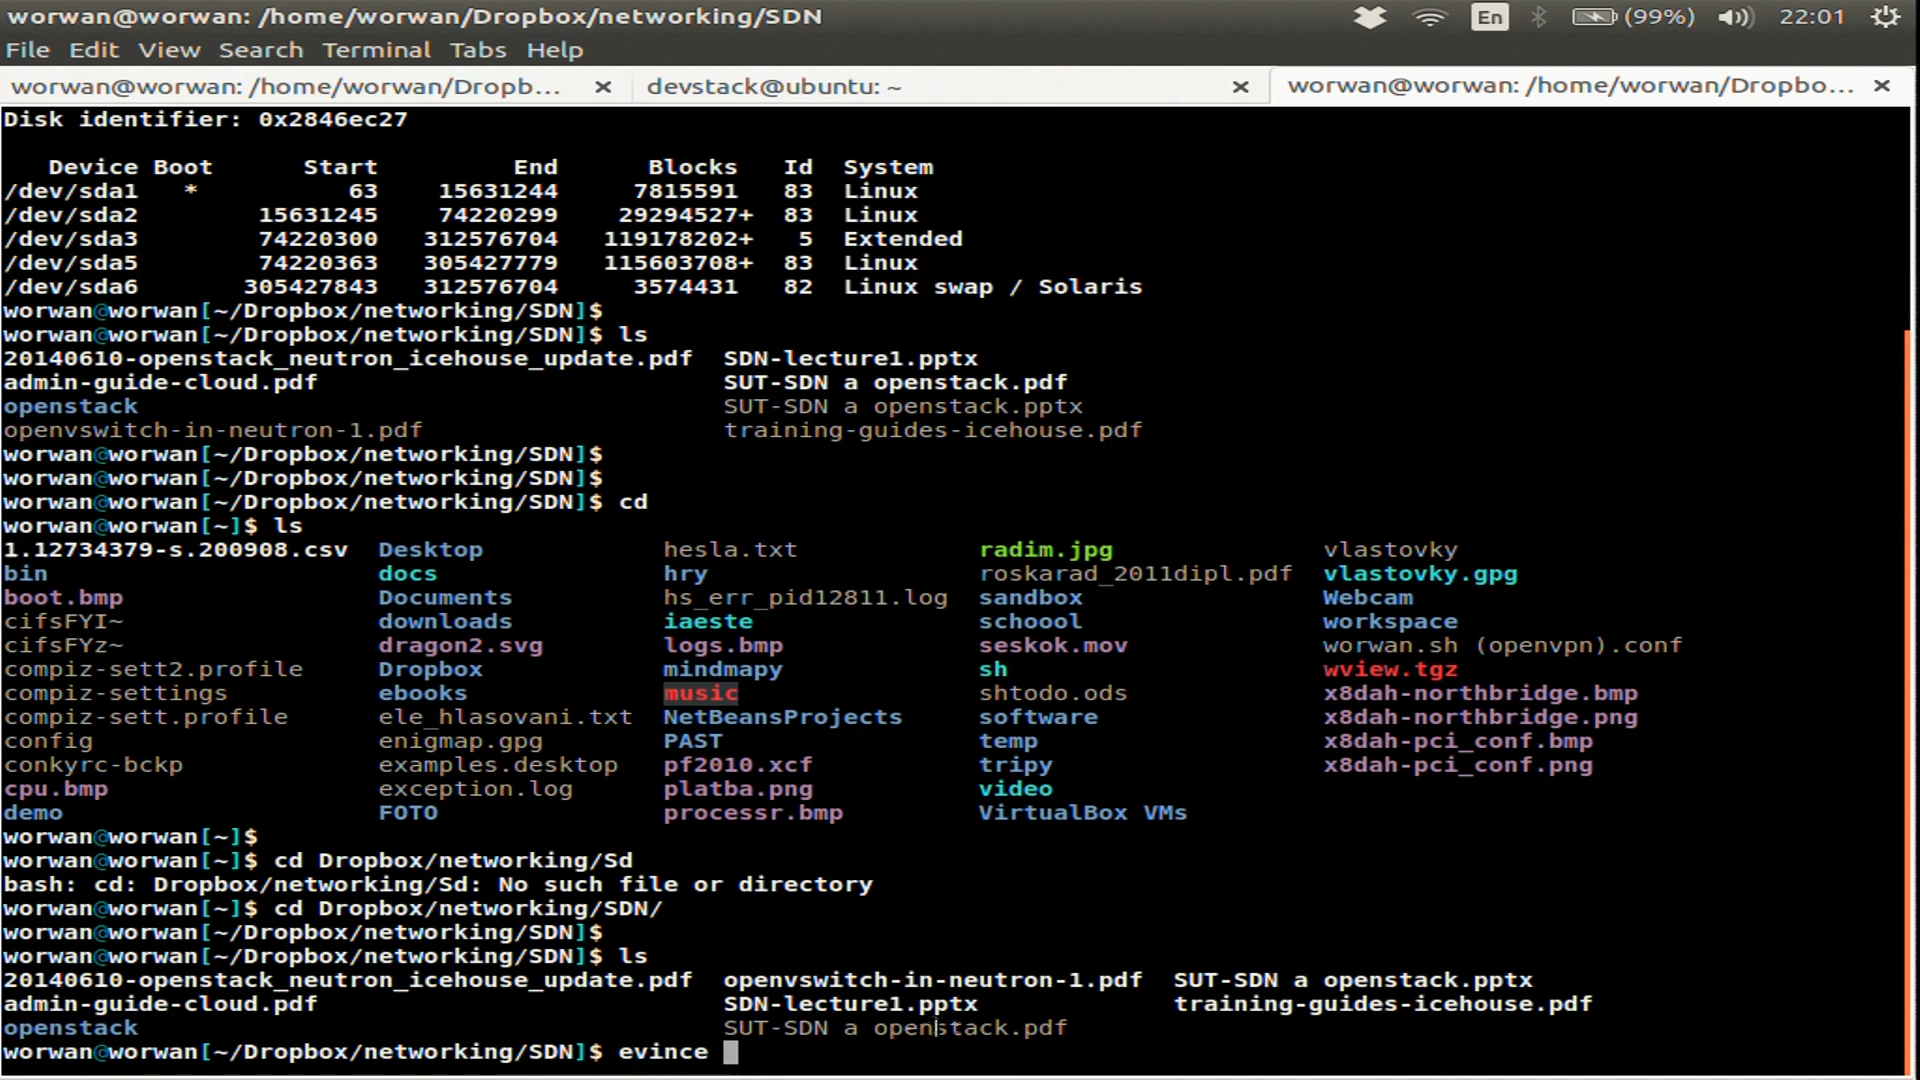 worwan@worwan: /home/worwan/Dropbox/networking/SDN
En
(99%)
22:01
File Edit View Search Terminal Tabs Help
worwan@worwan: /home/worwan/Dropb...
devstack@ubuntu: ~
worwan@worwan: /home/worwan/Dropbo...
Disk identifier: 0x2846ec27
Device Boot Start End Blocks Id System
/dev/sda1 * 63 15631244 7815591 83 Linux
/dev/sda2 15631245 74220299 29294527+ 83 Linux
/dev/sda3 74220300 312576704 119178202+ 5 Extended
/dev/sda5 74220363 305427779 115603708+ 83 Linux
/dev/sda6 305427843 312576704 3574431 82 Linux swap / Solaris
worwan@worwan[~/Dropbox/networking/SDN]$
worwan@worwan[~/Dropbox/networking/SDN]$ ls
20140610-openstack_neutron_icehouse_update.pdf SDN-lecture1.pptx
admin-guide-cloud.pdf SUT-SDN a openstack.pdf
openstack SUT-SDN a openstack.pptx
openvswitch-in-neutron-1.pdf training-guides-icehouse.pdf
worwan@worwan[~/Dropbox/networking/SDN]$
worwan@worwan[~/Dropbox/networking/SDN]$
worwan@worwan[~/Dropbox/networking/SDN]$ cd
worwan@worwan[~]$ ls
1.12734379-s.200908.csv Desktop hesla.txt radim.jpg vlastovky
bin docs hry roskarad_2011dipl.pdf vlastovky.gpg
boot.bmp Documents hs_err_pid12811.log sandbox Webcam
cifsFYI~ downloads iaeste schoool workspace
cifsFYz~ dragon2.svg logs.bmp seskok.mov worwan.sh (openvpn).conf
compiz-sett2.profile Dropbox mindmapy sh wview.tgz
compiz-settings ebooks music shtodo.ods x8dah-northbridge.bmp
compiz-sett.profile ele_hlasovani.txt NetBeansProjects software x8dah-northbridge.png
config enigmap.gpg PAST temp x8dah-pci_conf.bmp
conkyrc-bckp examples.desktop pf2010.xcf tripy x8dah-pci_conf.png
cpu.bmp exception.log platba.png video
demo FOTO processr.bmp VirtualBox VMs
worwan@worwan[~]$
worwan@worwan[~]$ cd Dropbox/networking/Sd
bash: cd: Dropbox/networking/Sd: No such file or directory
worwan@worwan[~]$ cd Dropbox/networking/SDN/
worwan@worwan[~/Dropbox/networking/SDN]$
worwan@worwan[~/Dropbox/networking/SDN]$ ls
20140610-openstack_neutron_icehouse_update.pdf openvswitch-in-neutron-1.pdf SUT-SDN a openstack.pptx
admin-guide-cloud.pdf SDN-lecture1.pptx training-guides-icehouse.pdf
openstack SUT-SDN a openstack.pdf
worwan@worwan[~/Dropbox/networking/SDN]$ evince